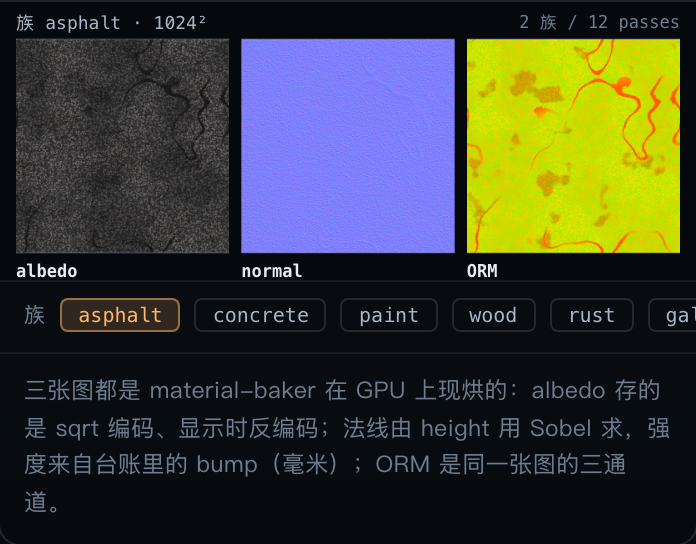 族 asphalt · 1024²
2 族 / 12 passes
albedo
normal
ORM
族 asphalt concrete paint wood rust gal
三张图都是 material-baker 在 GPU 上现烘的：albedo 存的
是 sqrt 编码、显示时反编码；法线由 height 用 Sobel 求，强
度来自台账里的 bump（毫米）；ORM 是同一张图的三通
道。